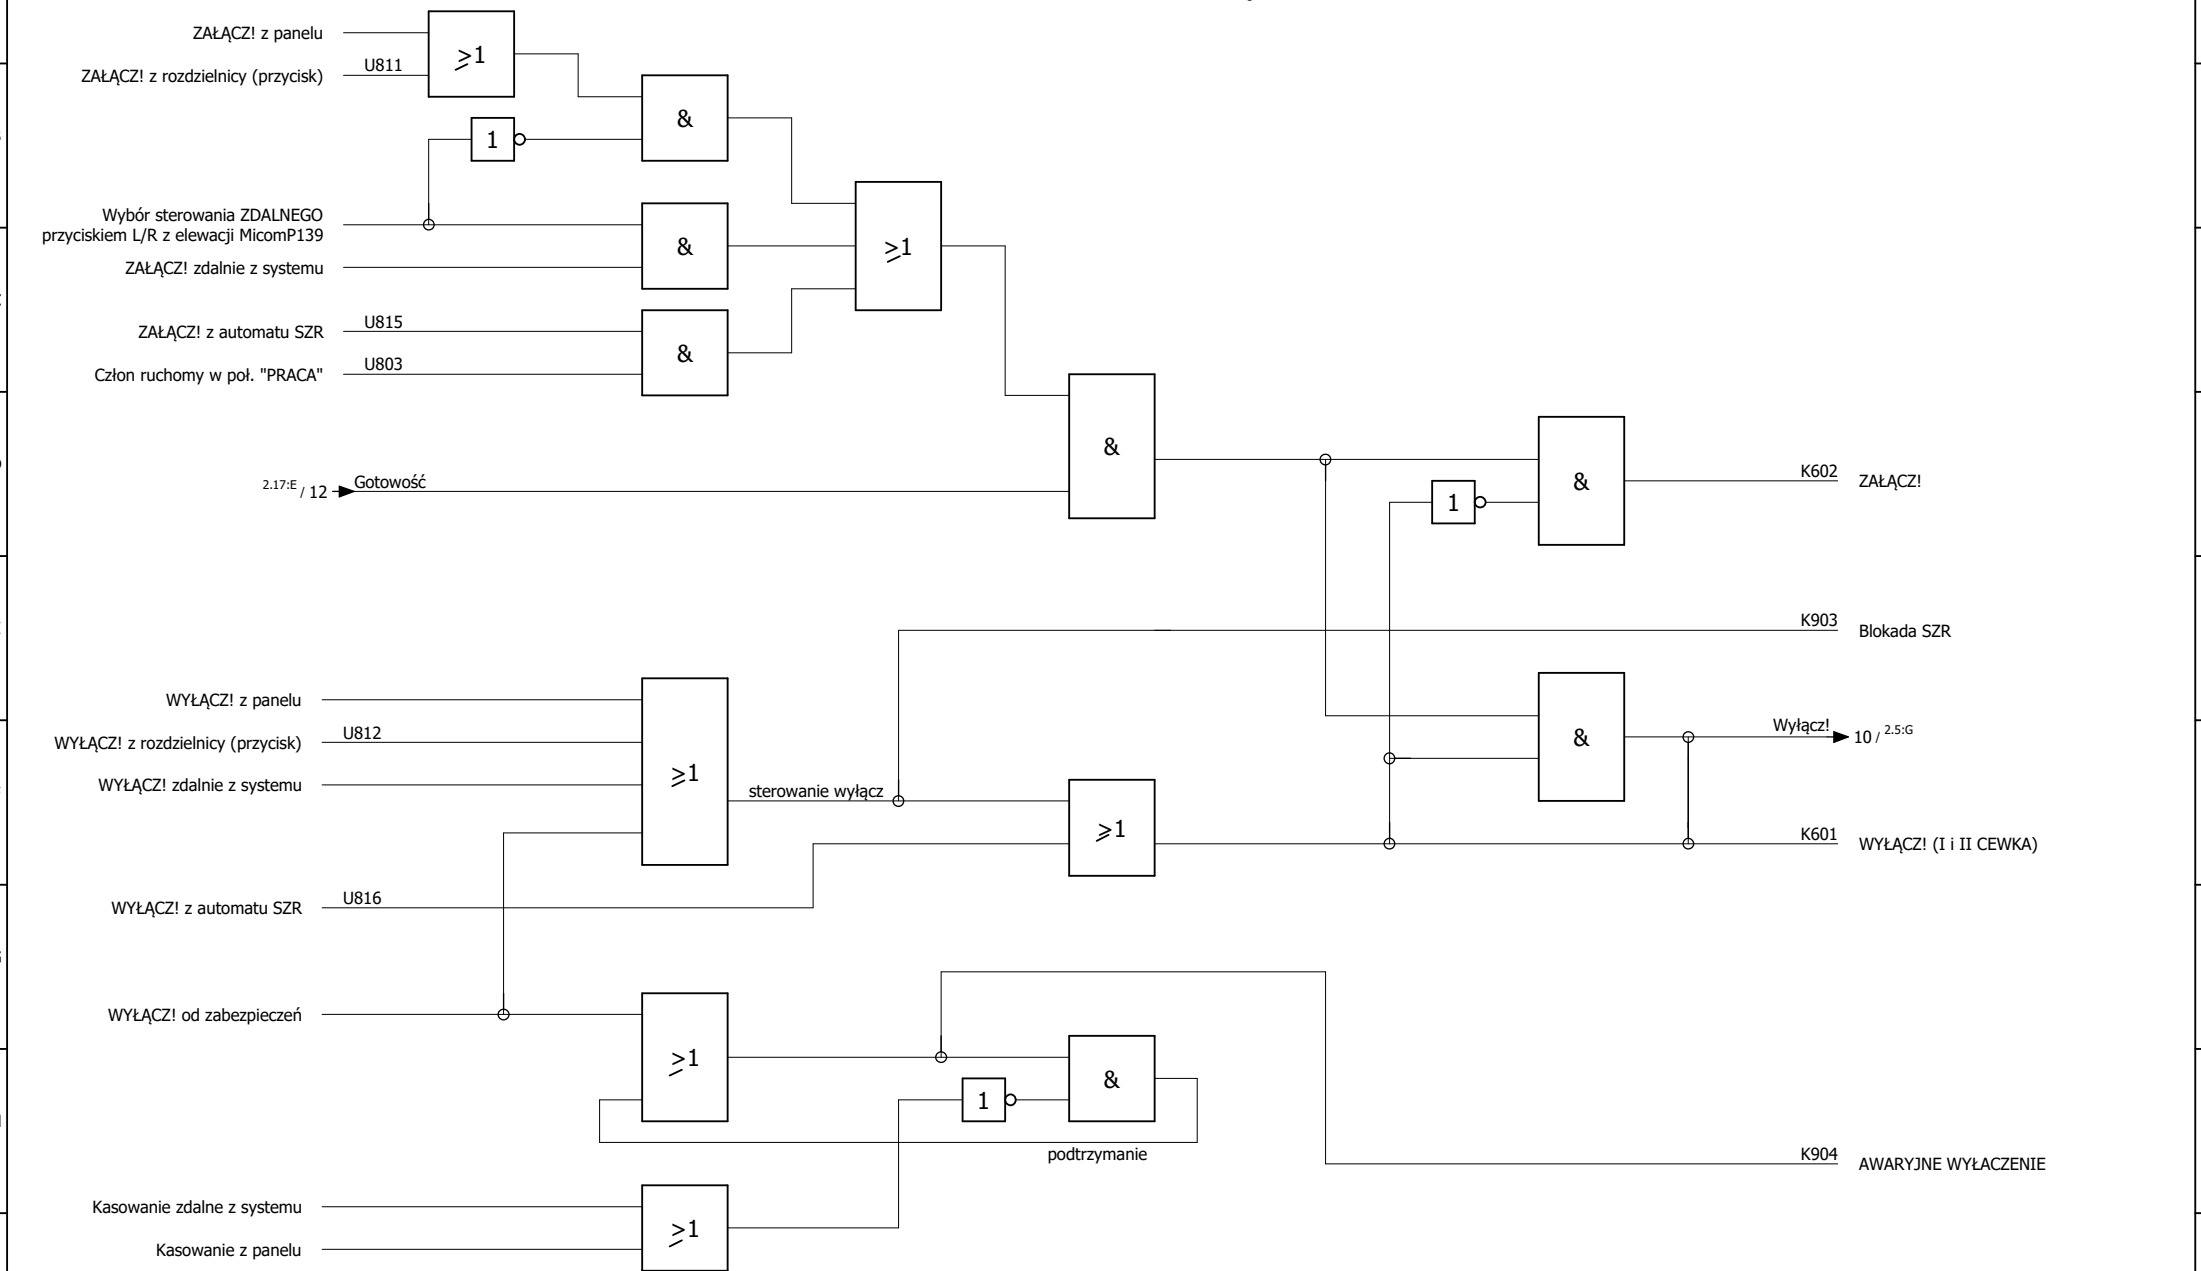 ZAŁĄCZ! z panelu
≥1
ZAŁĄCZ! z rozdzielnicy (przycisk)
U811
&
1
Wybór sterowania ZDALNEGO
przyciskiem L/R z elewacji MicomP139
&
≥1
ZAŁĄCZ! zdalnie z systemu
ZAŁĄCZ! z automatu SZR
U815
&
Człon ruchomy w poł. "PRACA"
U803
&
2.17:E / 12
Gotowość
1
&
K602
ZAŁĄCZ!
K903
Blokada SZR
WYŁĄCZ! z panelu
WYŁĄCZ! z rozdzielnicy (przycisk)
U812
≥1
WYŁĄCZ! zdalnie z systemu
sterowanie wyłącz
&
Wyłącz!
10 / 2.5:G
≥1
K601
WYŁĄCZ! (I i II CEWKA)
WYŁĄCZ! z automatu SZR
U816
WYŁĄCZ! od zabezpieczeń
≥1
&
1
podtrzymanie
K904
AWARYJNE WYŁACZENIE
Kasowanie zdalne z systemu
≥1
Kasowanie z panelu